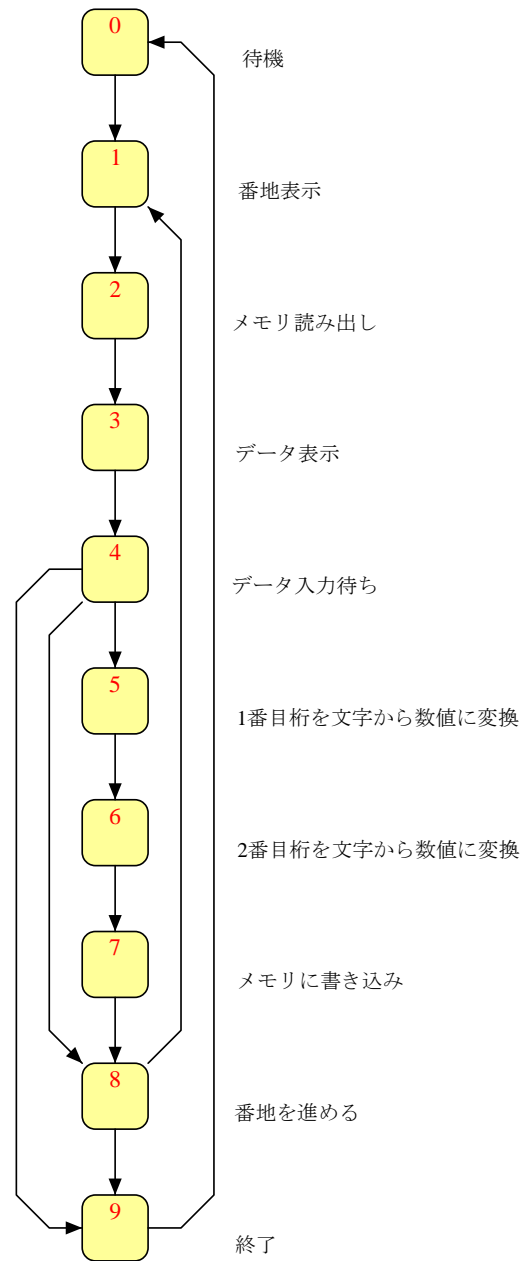 0
待機
1
番地表示
2
メモリ読み出し
3
データ表示
4
データ入力待ち
5
1番目桁を文字から数値に変換
6
2番目桁を文字から数値に変換
7
メモリに書き込み
8
番地を進める
9
終了